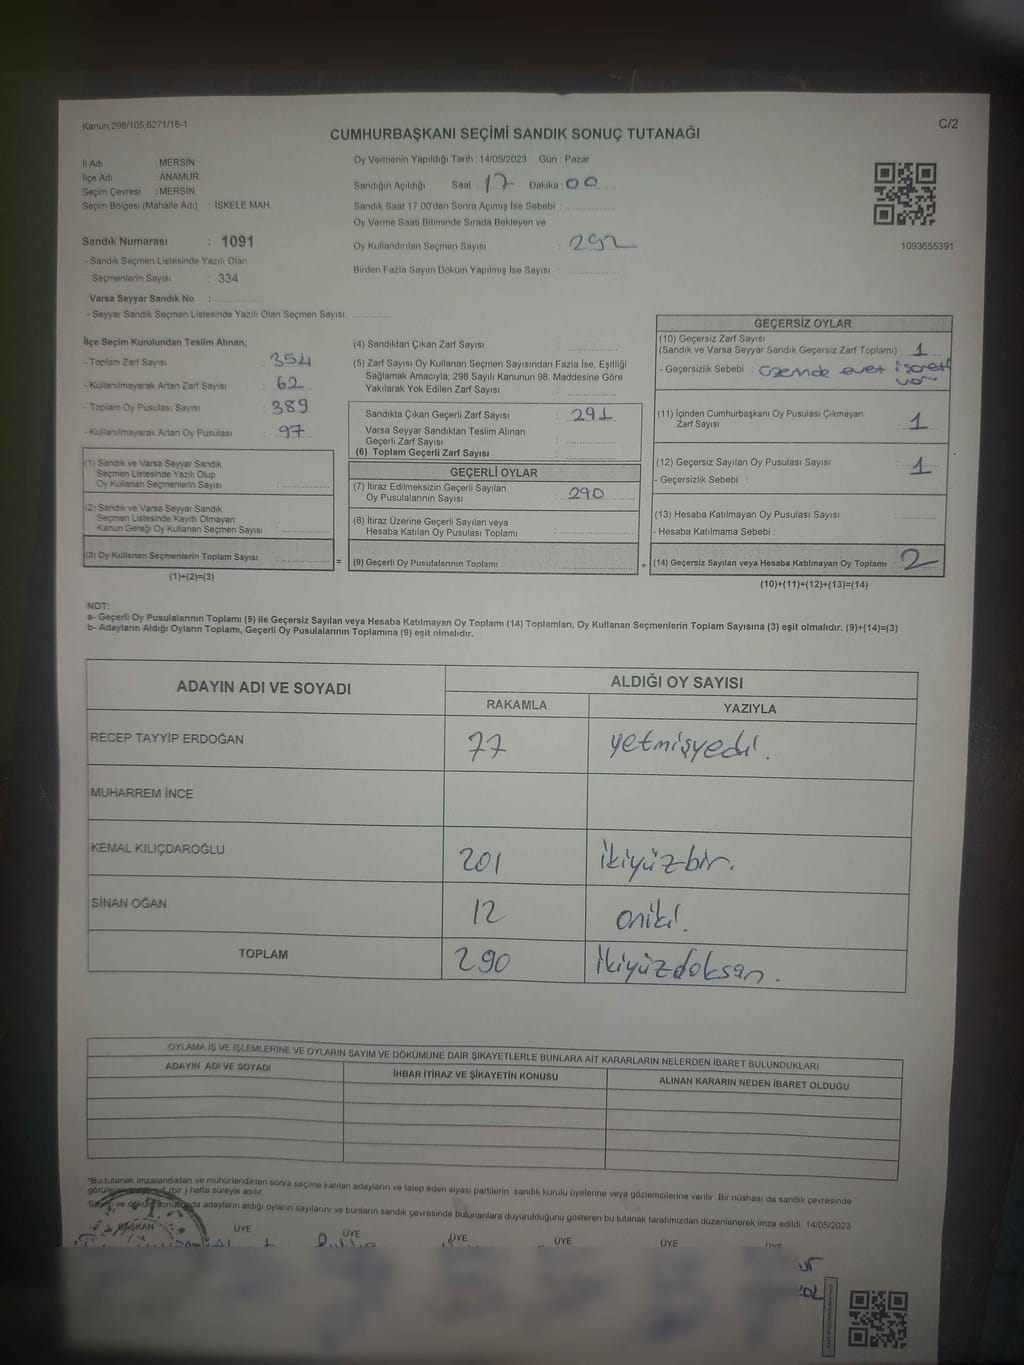 Kanun,298/105;6271/18-1
C/2
CUMHURBAŞKANI SEÇİMİ SANDIK SONUÇ TUTANAĞI
İl Adı : MERSİN
İlçe Adı : ANAMUR
Seçim Çevresi : MERSİN
Seçim Bölgesi (Mahalle Adı) : İSKELE MAH.
Sandık Numarası : 1091
- Sandık Seçmen Listesinde Yazılı Olan
Seçmenlerin Sayısı : 334
Varsa Seyyar Sandık No :
- Seyyar Sandık Seçmen Listesinde Yazılı Olan Seçmen Sayısı:
Oy Vermenin Yapıldığı Tarih : 14/05/2023 Gün : Pazar
Sandığın Açıldığı Saat : 17 Dakika : 00
Sandık Saat 17:00'den Sonra Açımış İse Sebebi :
Oy Verme Saati Bitiminde Sırada Bekleyen ve
Oy Kullandırılan Seçmen Sayısı : 292
Birden Fazla Sayım Döküm Yapılmış İse Sayısı :
1093655391
İlçe Seçim Kurulundan Teslim Alınan;
- Toplam Zarf Sayısı : 354
- Kullanılmayarak Artan Zarf Sayısı : 62
- Toplam Oy Pusulası Sayısı : 389
- Kullanılmayarak Artan Oy Pusulası : 97
(1) Sandık ve Varsa Seyyar Sandık
Seçmen Listesinde Yazılı Olup
Oy Kullanan Seçmenlerin Sayısı :
(2) Sandık ve Varsa Seyyar Sandık
Seçmen Listesinde Kayıtlı Olmayan
Kanun Gereği Oy Kullanan Seçmen Sayısı :
(3) Oy Kullanan Seçmenlerin Toplam Sayısı : =
(1)+(2)=(3)
(4) Sandıktan Çıkan Zarf Sayısı :
(5) Zarf Sayısı Oy Kullanan Seçmen Sayısından Fazla İse, Eşitliği
Sağlamak Amacıyla, 298 Sayılı Kanunun 98. Maddesine Göre
Yakılarak Yok Edilen Zarf Sayısı :
Sandıkta Çıkan Geçerli Zarf Sayısı : 291
Varsa Seyyar Sandıktan Teslim Alınan
Geçerli Zarf Sayısı :
(6) Toplam Geçerli Zarf Sayısı :
GEÇERLİ OYLAR
(7) İtiraz Edilmeksizin Geçerli Sayılan
Oy Pusulalarının Sayısı : 290
(8) İtiraz Üzerine Geçerli Sayılan veya
Hesaba Katılan Oy Pusulası Toplamı :
(9) Geçerli Oy Pusulalarının Toplamı : +
GEÇERSİZ OYLAR
(10) Geçersiz Zarf Sayısı
(Sandık ve Varsa Seyyar Sandık Geçersiz Zarf Toplamı) : 1
- Geçersizlik Sebebi : üzerinde evet işareti
var
(11) İçinden Cumhurbaşkanı Oy Pusulası Çıkmayan
Zarf Sayısı : 1
(12) Geçersiz Sayılan Oy Pusulası Sayısı : 1
- Geçersizlik Sebebi :
(13) Hesaba Katılmayan Oy Pusulası Sayısı :
- Hesaba Katılmama Sebebi :
(14) Geçersiz Sayılan veya Hesaba Katılmayan Oy Toplamı : 2
(10)+(11)+(12)+(13)=(14)
NOT:
a- Geçerli Oy Pusulalarının Toplamı (9) ile Geçersiz Sayılan veya Hesaba Katılmayan Oy Toplamı (14) Toplamları, Oy Kullanan Seçmenlerin Toplam Sayısına (3) eşit olmalıdır. (9)+(14)=(3)
b- Adayların Aldığı Oyların Toplamı, Geçerli Oy Pusulalarının Toplamına (9) eşit olmalıdır.
ADAYIN ADI VE SOYADI ALDIĞI OY SAYISI
RAKAMLA YAZIYLA
RECEP TAYYİP ERDOĞAN 77 yetmişyedi.
MUHARREM İNCE
KEMAL KILIÇDAROĞLU 201 ikiyüzbir.
SİNAN OĞAN 12 oniki.
TOPLAM 290 ikiyüzdoksan.
OYLAMA İŞ VE İŞLEMLERİNE VE OYLARIN SAYIM VE DÖKÜMÜNE DAİR ŞİKAYETLERLE BUNLARA AİT KARARLARIN NELERDEN İBARET BULUNDUKLARI
ADAYIN ADI VE SOYADI İHBAR İTİRAZ VE ŞİKAYETİN KONUSU ALINAN KARARIN NEDEN İBARET OLDUĞU
*Bu tutanak imzalandıktan ve mühürlendikten sonra seçime katılan adayların ve talep eden siyasi partilerin sandık kurulu üyelerine veya gözlemcilerine verilir. Bir nüshası da sandık çevresinde
(bir) hafta süreyle asılır.
Sayım ve döküm sonucunda adayların aldığı oyların sayılarını ve bunların sandık çevresinde bulunanlara duyurulduğunu gösteren bu tutanak tarafımızdan düzenlenerek imza edildi. 14/05/2023
BAŞKAN ÜYE ÜYE ÜYE ÜYE ÜYE ÜYE